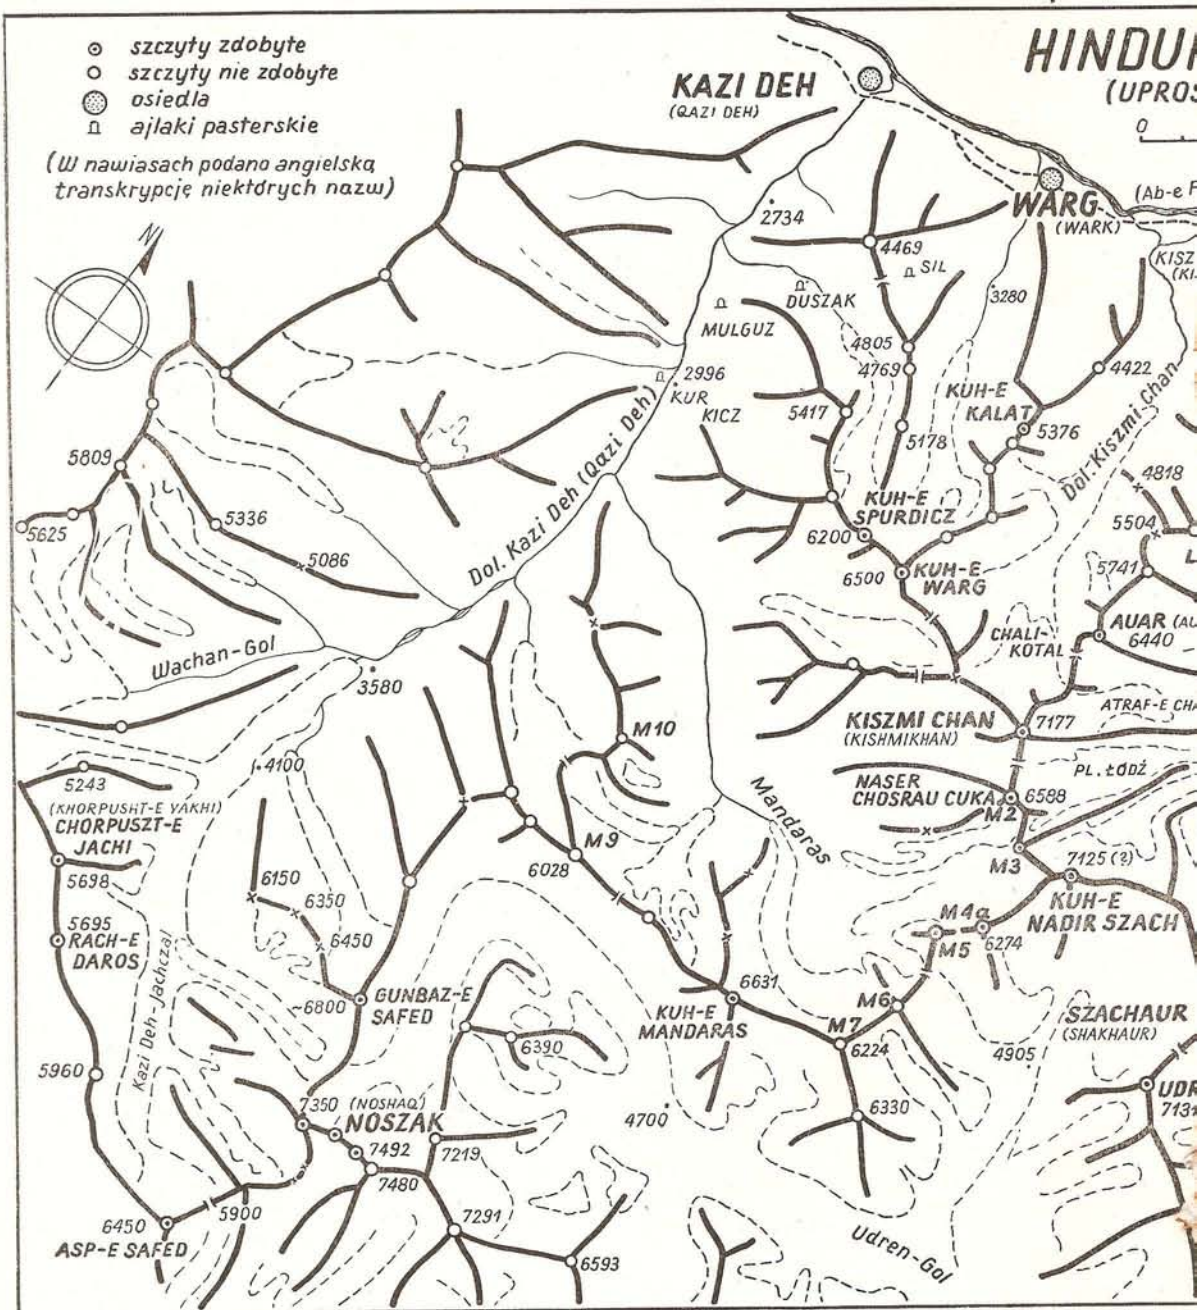 szczyty zdobyte
szczyty nie zdobyte
osiedla
ajlaki pasterskie
(W nawiasach podano angielską
transkrypcję niektórych nazw)
N
KAZI DEH
(QAZI DEH)
(UPROS
0
WARG
(WARK)
(Ab-e F
2734
4469
SIL
3280
DUSZAK
MULGUZ
4805
4769
4422
2996
KUR
KICZ
5417
5178
KUH-E
KALAT
5376
Dol. Kiszmi-Chan
Dol. Kazi Deh (Qazi Deh)
5809
5625
5336
5086
4818
5504
5741
KUH-E
SPURDICZ
6200
6500
KUH-E
WARG
CHALI-
KOTAL
AUAR (AU
6440
Wachan-Gol
3580
KISZMI CHAN
(KISHMIKHAN)
7177
ATRAF-E CHA
M10
4100
5243
(KHORPUSHT-E YAKHI)
CHORPUSZT-E
JACHI
5698
PL. ŁÓDŹ
NASER
CHOSRAU CUKA
6588
M2
Mandaras
M9
6028
M3
7125 (?)
KUH-E
NADIR SZACH
6150
6350
6450
5695
RACH-E
DAROS
M4a
M5
6274
Kazi Deh-Jachczal
~6800
GUNBAZ-E
SAFED
6631
KUH-E
MANDARAS
M6
M7
6224
SZACHAUR
(SHAKHAUR)
6390
4905
5960
UDR
7131
7350
(NOSHAQ)
NOSZAK
7492
7219
7480
4700
6330
5900
6450
ASP-E SAFED
7291
6593
Udren-Gol